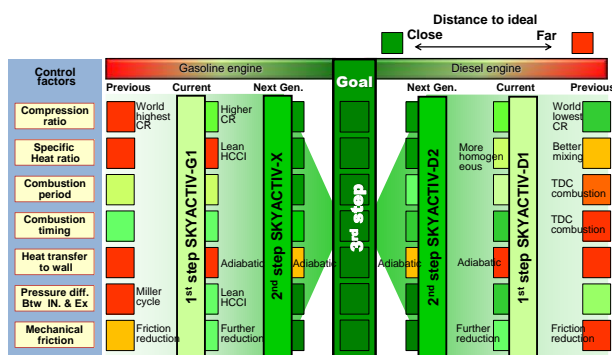 Distance to ideal
Close
Far
Gasoline engine
Goal
Diesel engine
Control
factors
Previous
Current
Next Gen.
Next Gen.
Current
Previous
Compression
ratio
World
highest
CR
Higher
CR
World
lowest
CR
Specific
Heat ratio
Lean
HCCI
More
homogen
eous
Better
mixing
Combustion
period
TDC
combustion
Combustion
timing
TDC
combustion
Heat transfer
to wall
Adiabatic
Adiabatic
Adiabatic
Adiabatic
Pressure diff.
Btw IN. & Ex
Miller
cycle
Lean
HCCI
Mechanical
friction
Friction
reduction
Further
reduction
Further
reduction
Friction
reduction
1st step SKYACTIV-G1
2nd step SKYACTIV-X
3rd step
2nd step SKYACTIV-D2
1st step SKYACTIV-D1